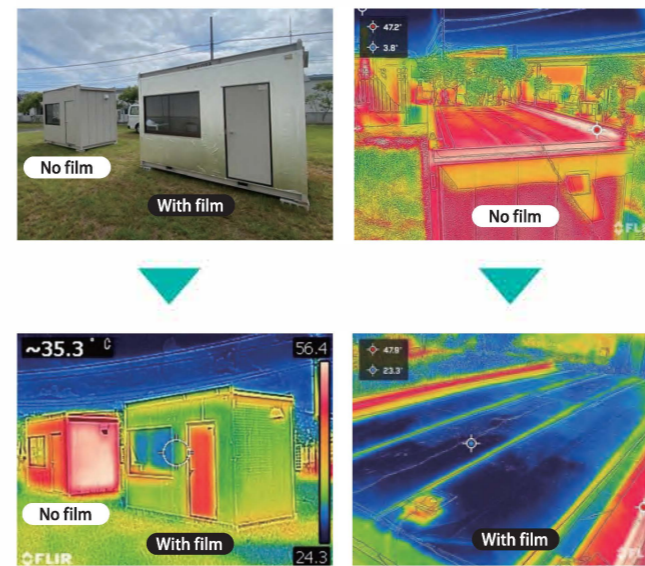 No film
With film
47.2°
3.8°
No film
~35.3 °C
56.4
No film
With film
24.3
FLIR
47.9°
23.3°
With film